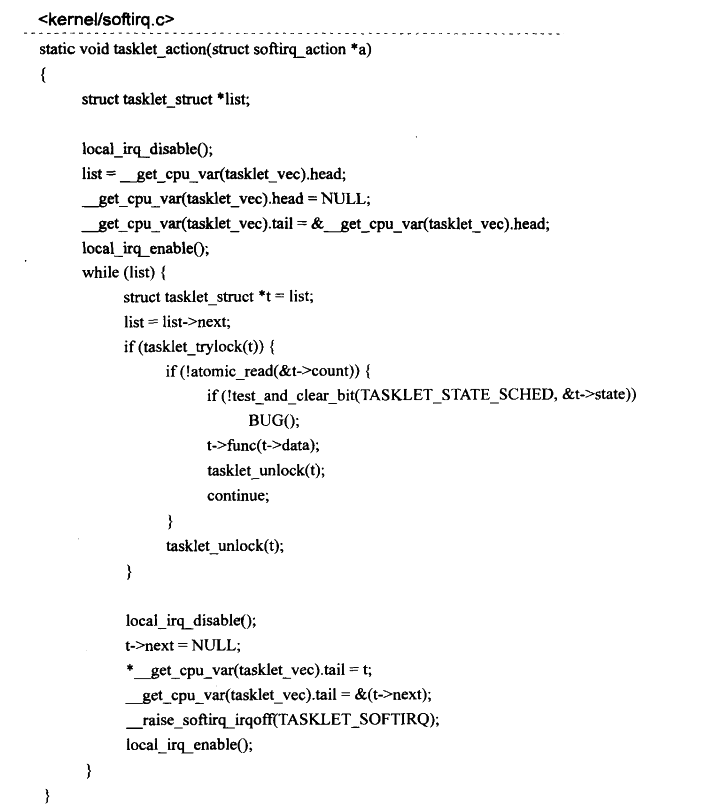 <kernel/softirq.c>
static void tasklet_action(struct softirq_action *a)
{
struct tasklet_struct *list;
local_irq_disable();
list = __get_cpu_var(tasklet_vec).head;
__get_cpu_var(tasklet_vec).head = NULL;
__get_cpu_var(tasklet_vec).tail = &__get_cpu_var(tasklet_vec).head;
local_irq_enable();
while (list) {
struct tasklet_struct *t = list;
list = list->next;
if (tasklet_trylock(t)) {
if (!atomic_read(&t->count)) {
if (!test_and_clear_bit(TASKLET_STATE_SCHED, &t->state))
BUG();
t->func(t->data);
tasklet_unlock(t);
continue;
}
tasklet_unlock(t);
}
local_irq_disable();
t->next = NULL;
*__get_cpu_var(tasklet_vec).tail = t;
__get_cpu_var(tasklet_vec).tail = &(t->next);
__raise_softirq_irqoff(TASKLET_SOFTIRQ);
local_irq_enable();
}
}